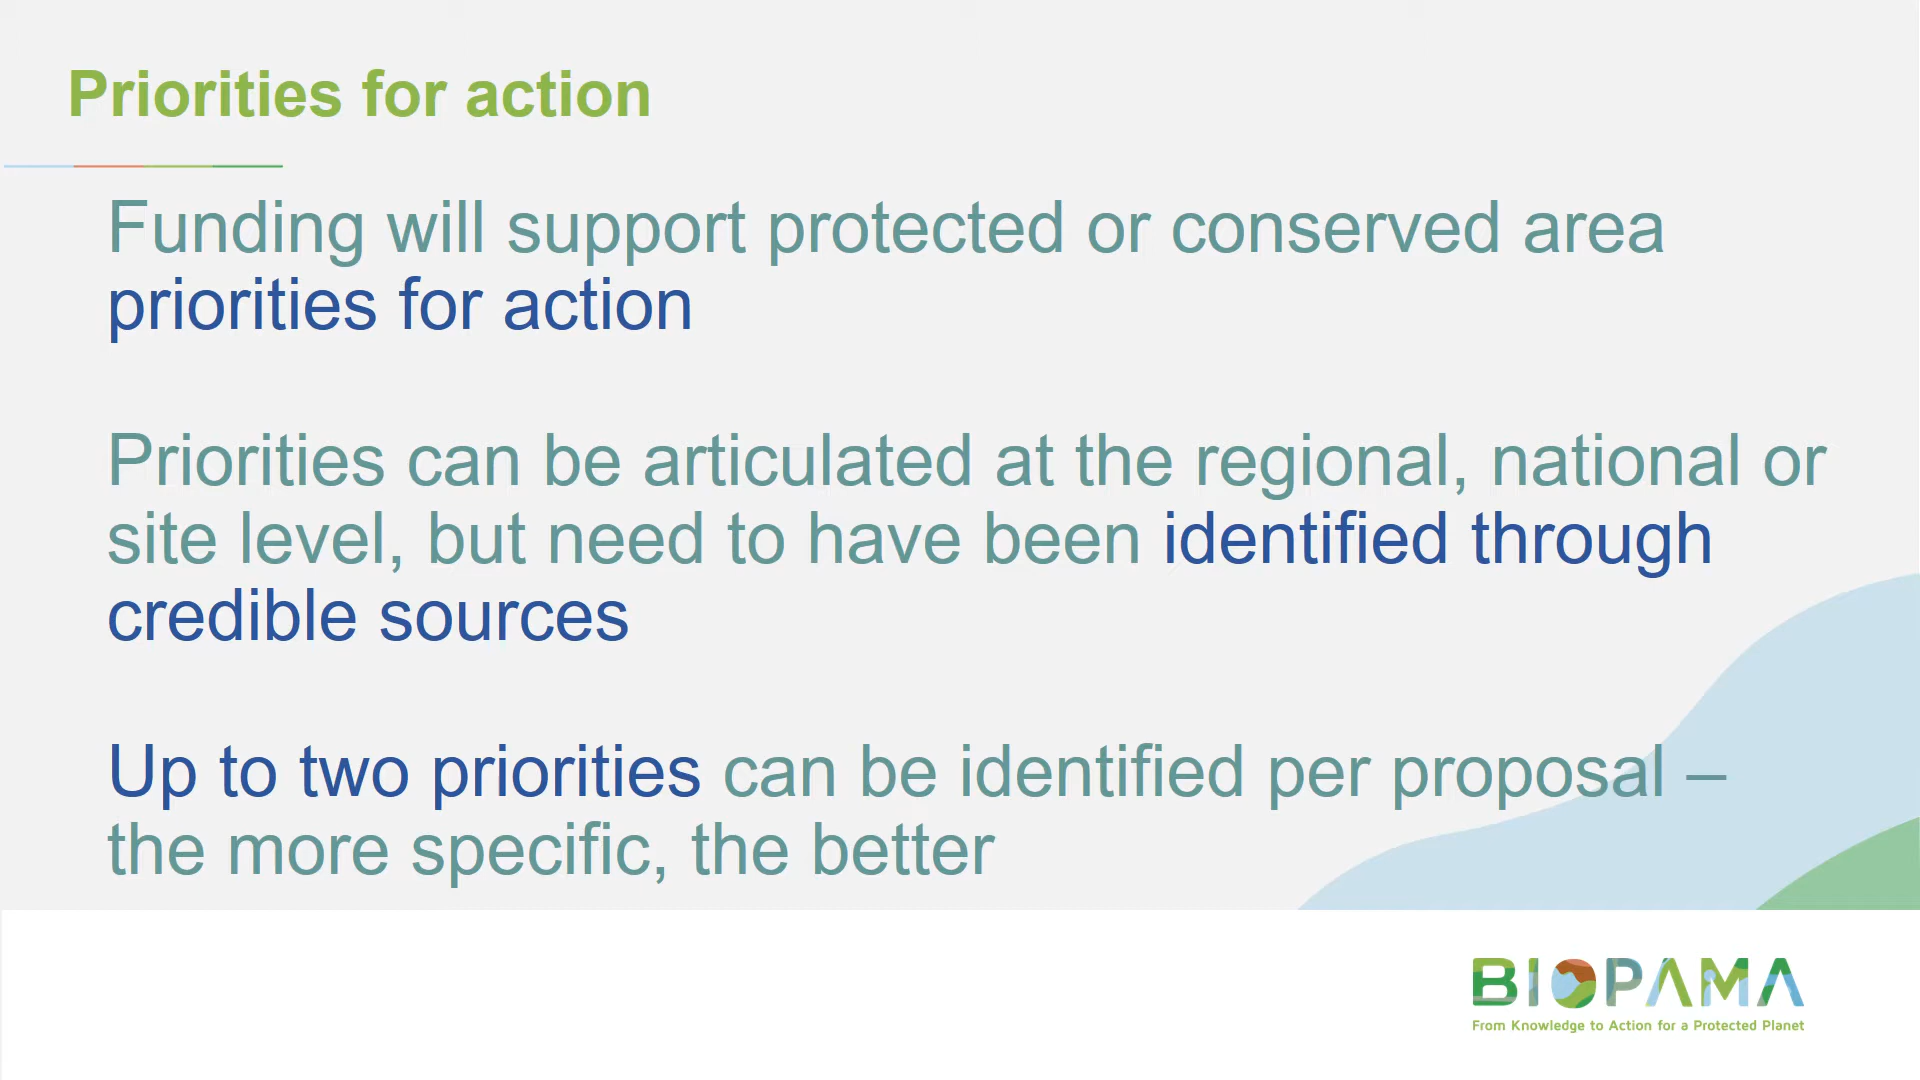 Priorities for action
Funding will support protected or conserved area
priorities for action
Priorities can be articulated at the regional, national or
site level, but need to have been identified through
credible sources
Up to two priorities can be identified per proposal –
the more specific, the better
BIOPAMA
From Knowledge to Action for a Protected Planet